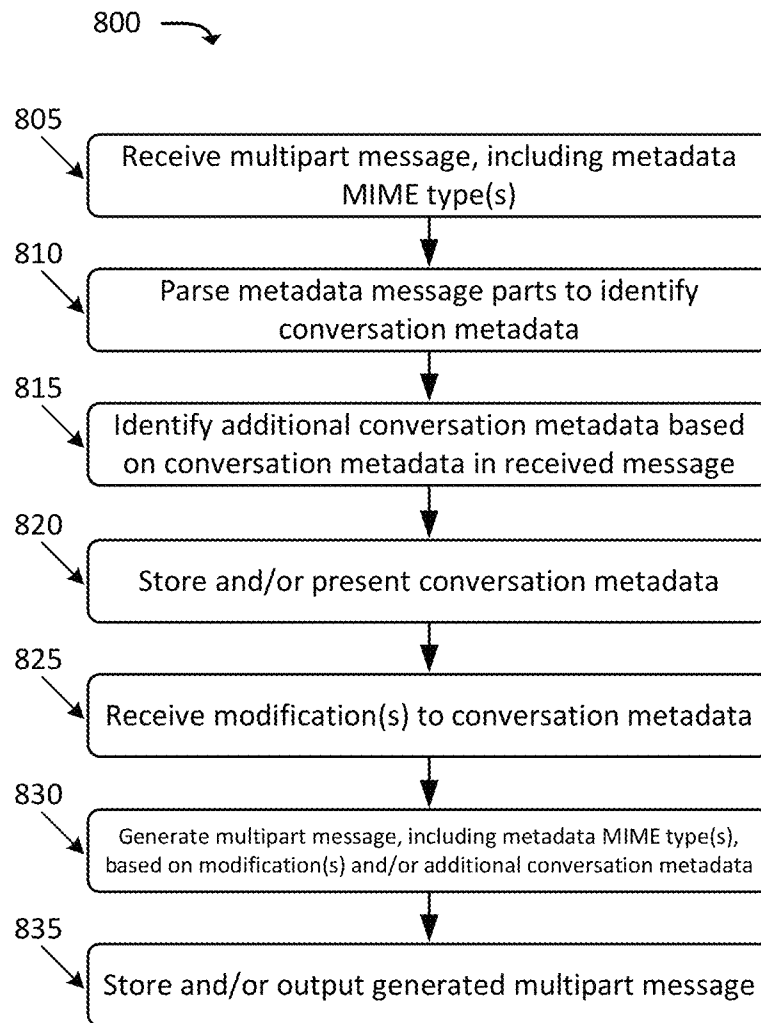 800
805
Receive multipart message, including metadata
MIME type(s)
810
Parse metadata message parts to identify
conversation metadata
815
Identify additional conversation metadata based
on conversation metadata in received message
820
Store and/or present conversation metadata
825
Receive modification(s) to conversation metadata
830
Generate multipart message, including metadata MIME type(s),
based on modification(s) and/or additional conversation metadata
835
Store and/or output generated multipart message